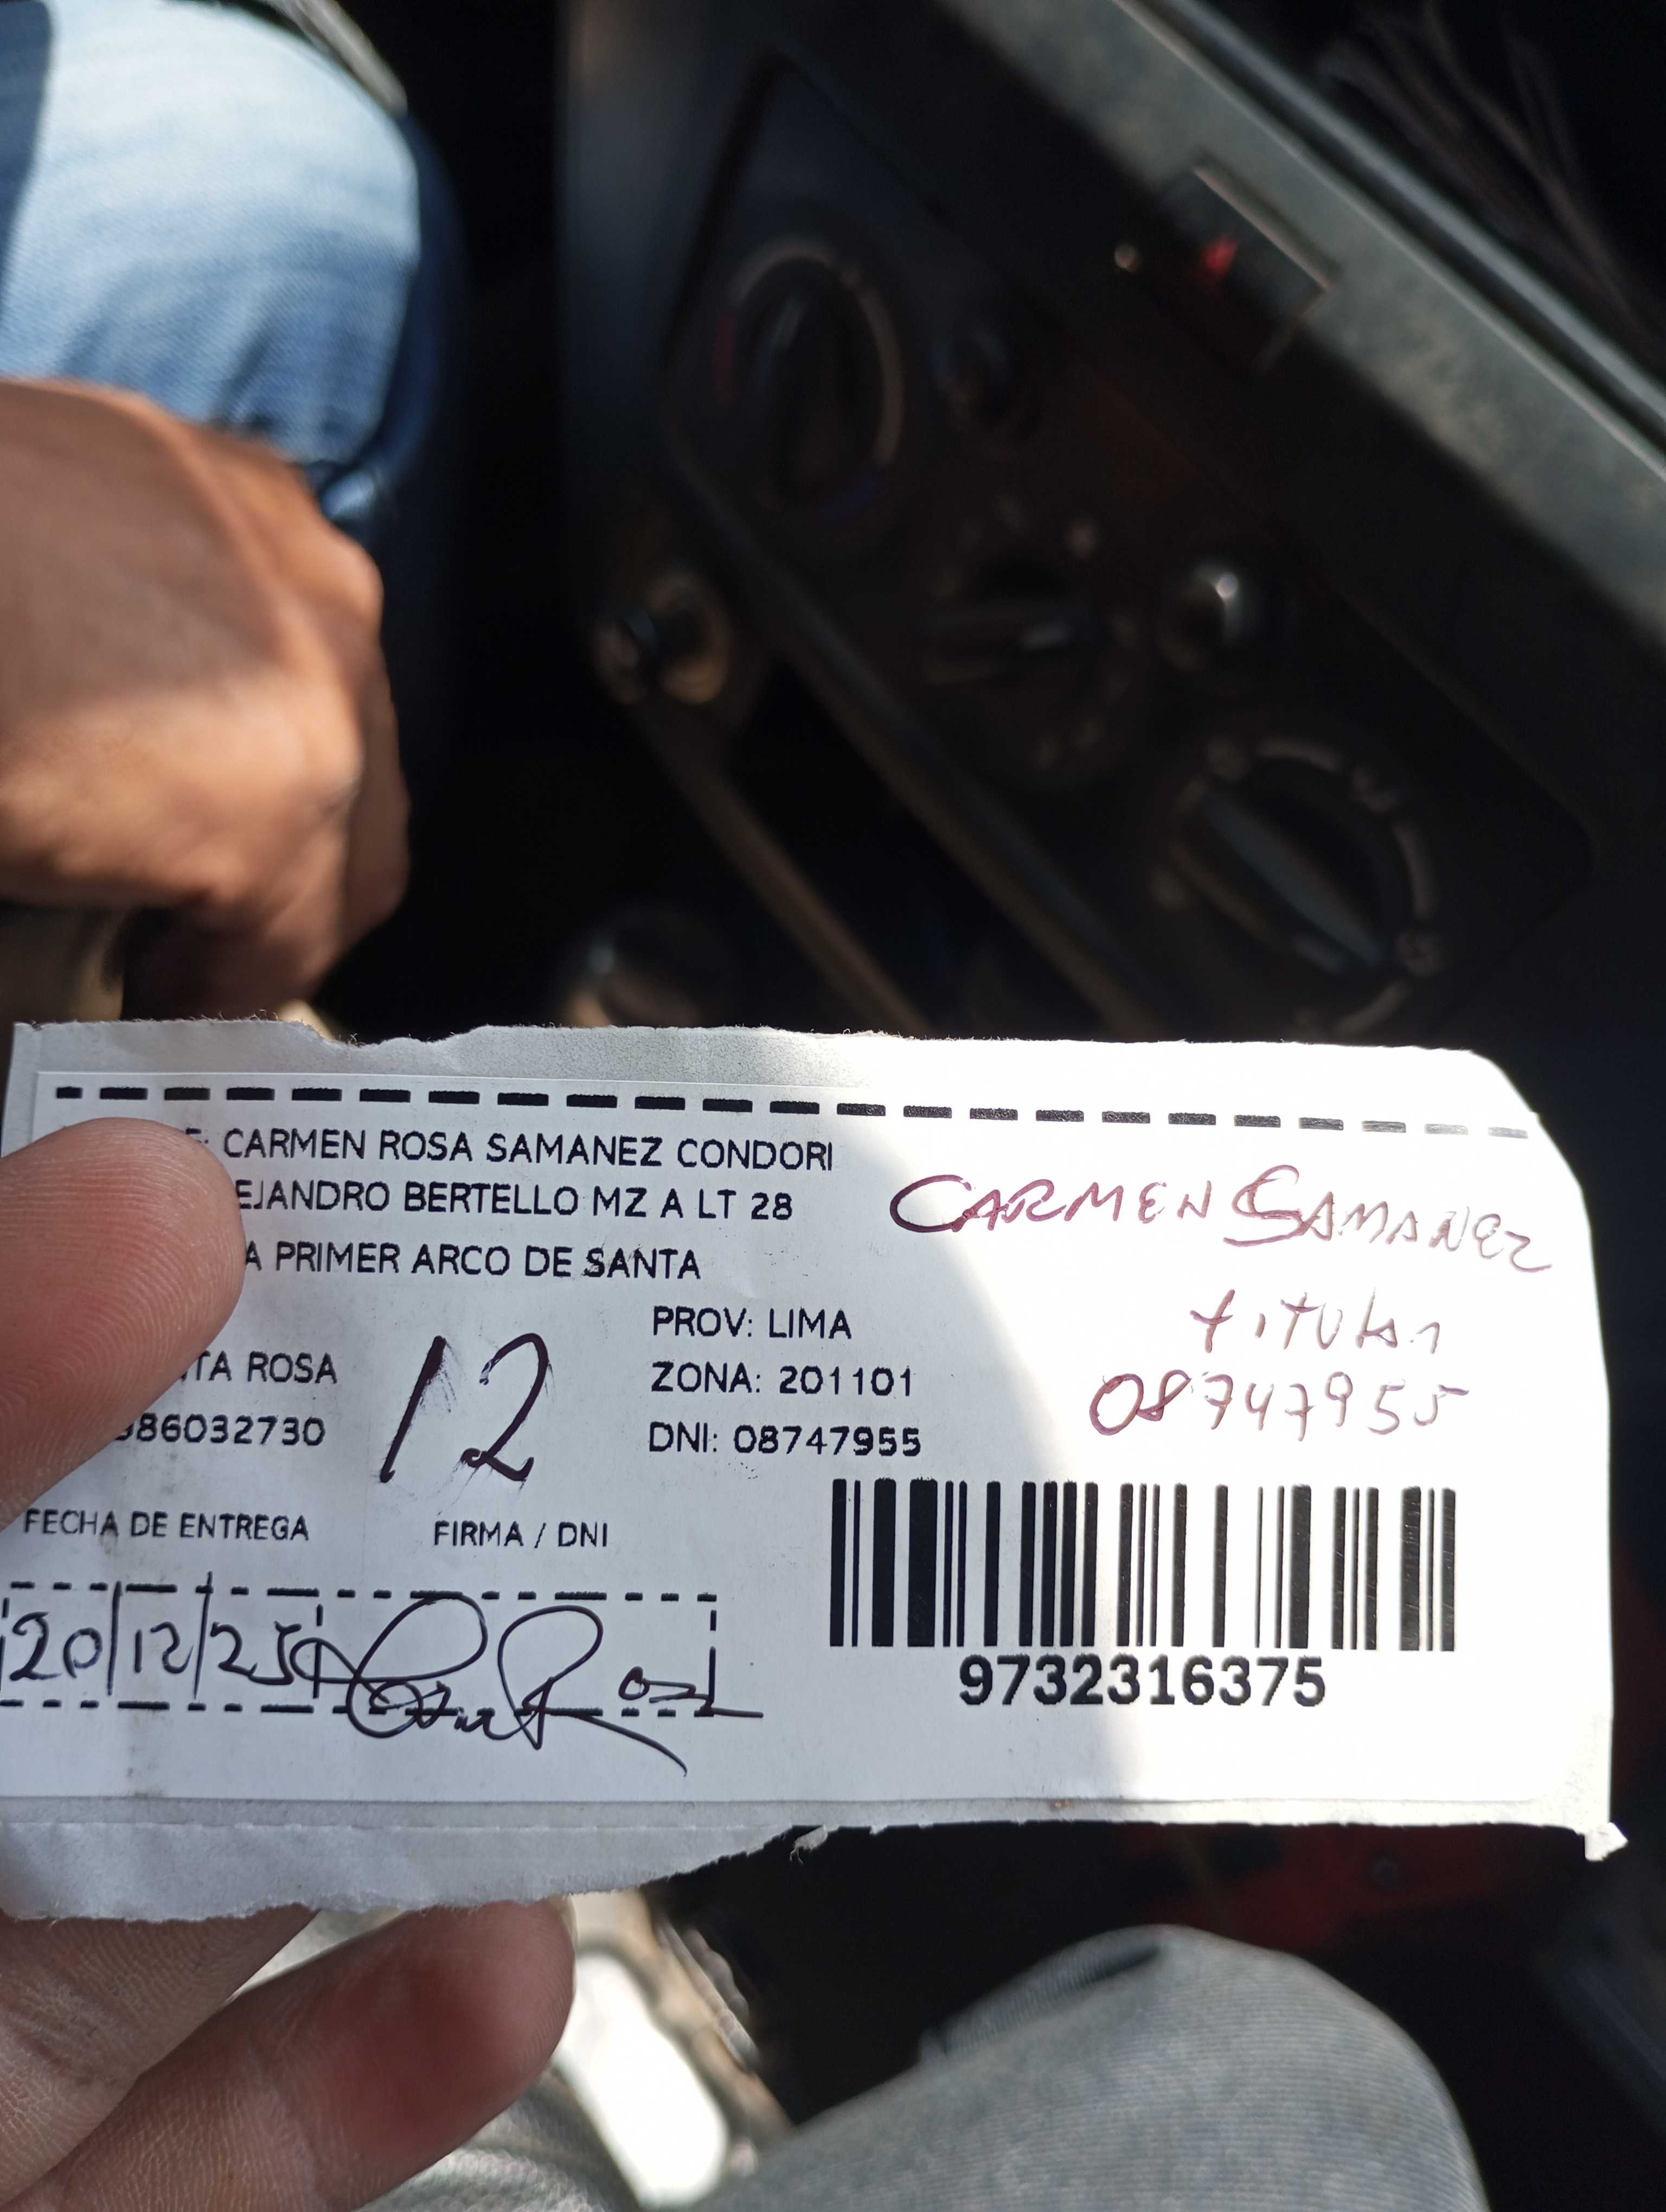 E: CARMEN ROSA SAMANEZ CONDORI
EJANDRO BERTELLO MZ A LT 28
A PRIMER ARCO DE SANTA
CARMEN SAMANEZ
titular
08747955
PROV: LIMA
TA ROSA
12
ZONA: 201101
86032730
DNI: 08747955
FECHA DE ENTREGA
FIRMA / DNI
20/12/25
9732316375